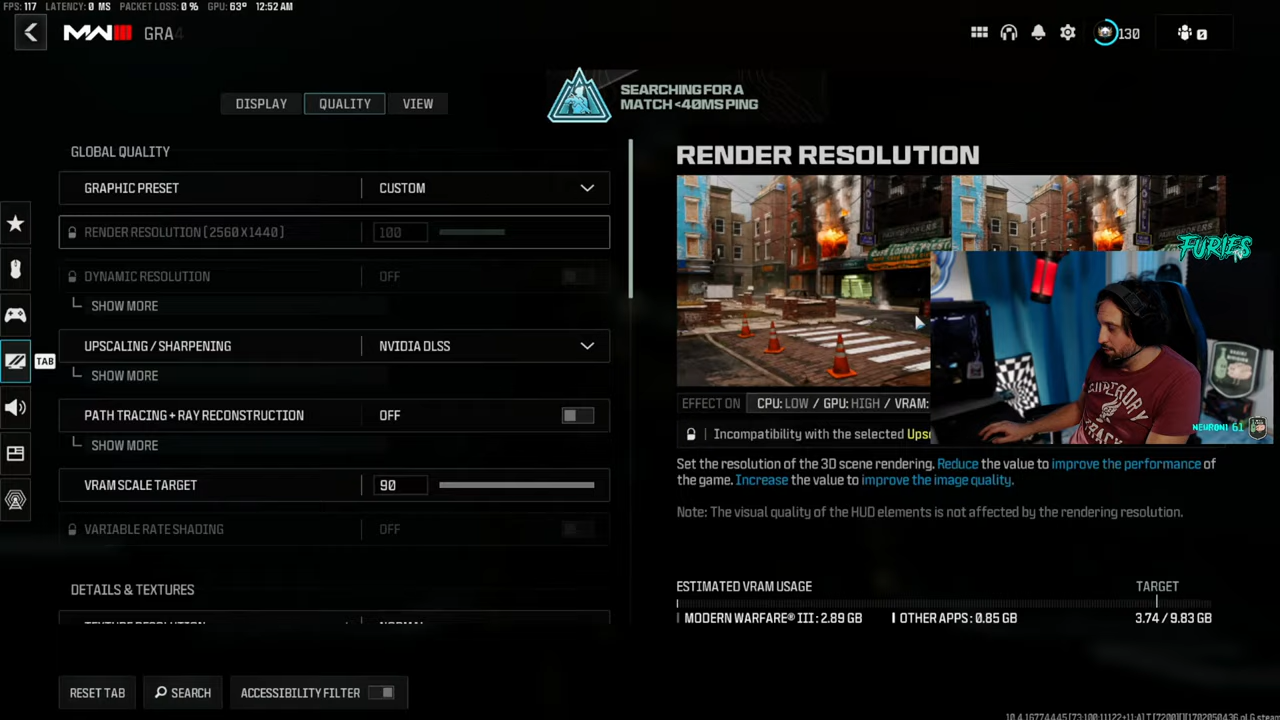 FPS: 117 LATENCY: 0 MS PACKET LOSS: 0 % GPU: 63° 12:52 AM
MWIII GRA
130
0
DISPLAY QUALITY VIEW
SEARCHING FOR A
MATCH <40MS PING
GLOBAL QUALITY
GRAPHIC PRESET CUSTOM
RENDER RESOLUTION [2560 X 1440] 100
DYNAMIC RESOLUTION OFF
SHOW MORE
UPSCALING / SHARPENING NVIDIA DLSS
TAB
SHOW MORE
PATH TRACING + RAY RECONSTRUCTION OFF
SHOW MORE
VRAM SCALE TARGET 90
VARIABLE RATE SHADING OFF
DETAILS & TEXTURES
TEXTURE RESOLUTION NORMAL
RENDER RESOLUTION
FURIES
NEURON1 61
EFFECT ON CPU: LOW / GPU: HIGH / VRAM:
Incompatibility with the selected Ups
Set the resolution of the 3D scene rendering. Reduce the value to improve the performance of
the game. Increase the value to improve the image quality.
Note: The visual quality of the HUD elements is not affected by the rendering resolution.
ESTIMATED VRAM USAGE TARGET
MODERN WARFARE® III : 2.89 GB OTHER APPS : 0.85 GB 3.74 / 9.83 GB
RESET TAB SEARCH ACCESSIBILITY FILTER